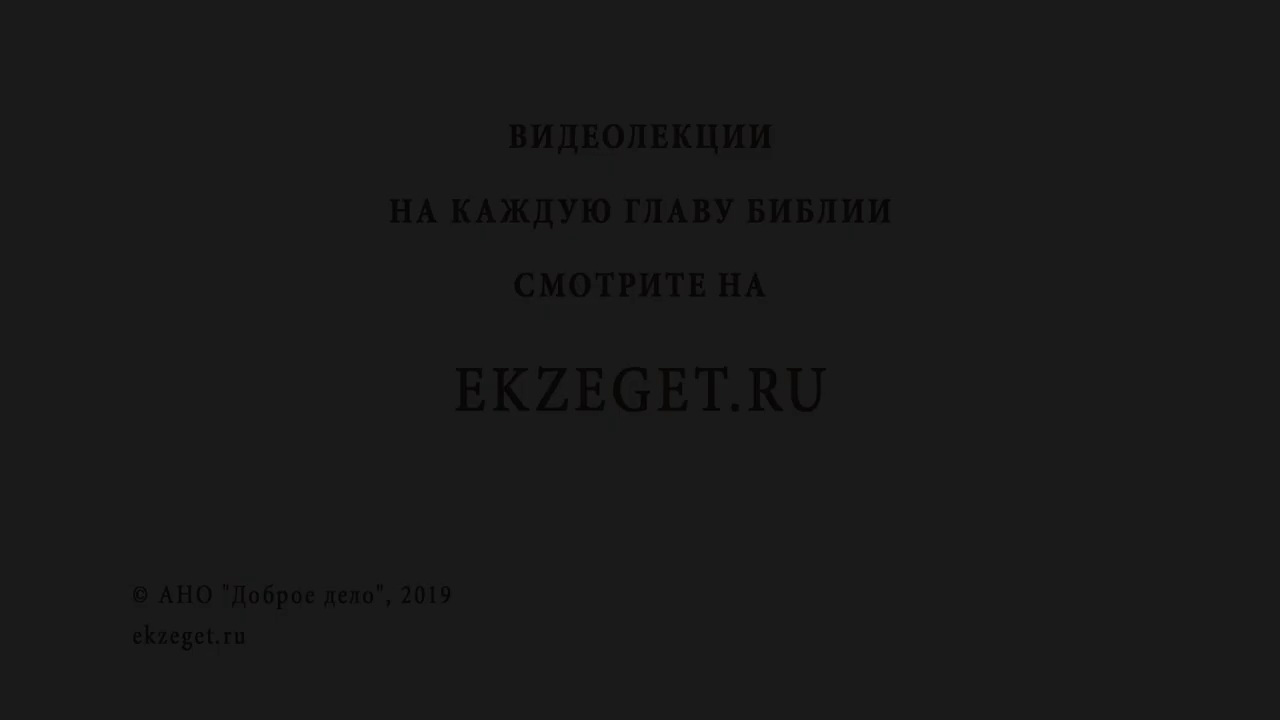 ВИДЕОЛЕКЦИИ
НА КАЖДУЮ ГЛАВУ БИБЛИИ
СМОТРИТЕ НА
EKZEGET.RU
© АНО "Доброе дело", 2019
ekzeget.ru